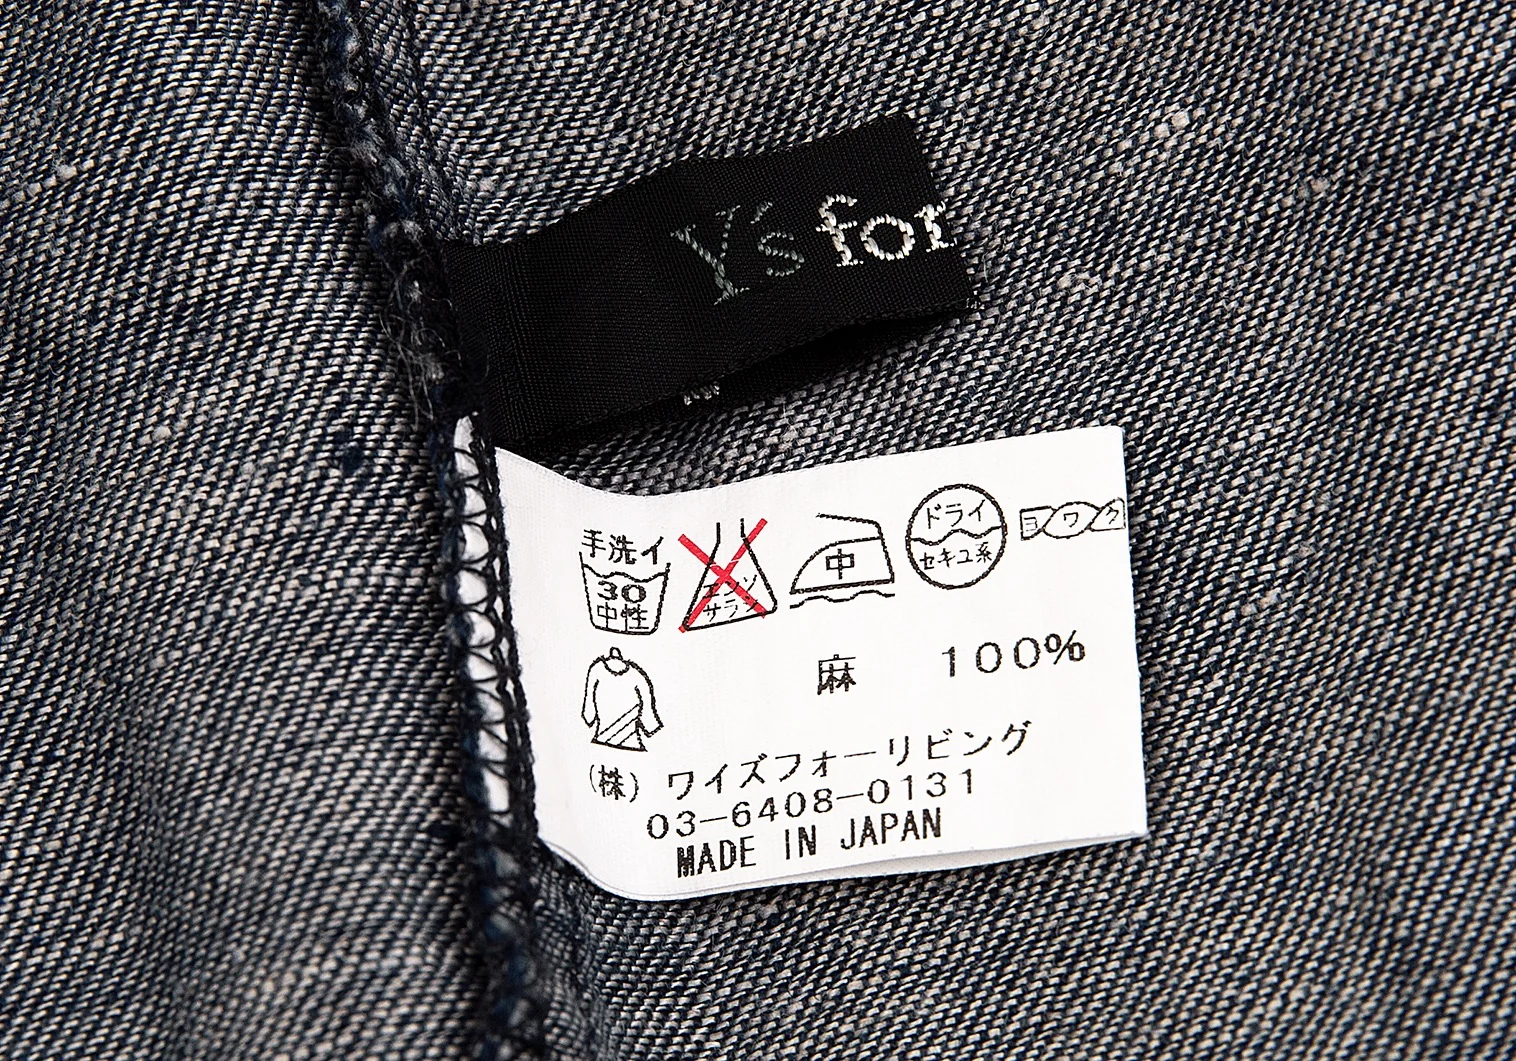 Y's for
手洗イ
30
中性
エンソ
サラシ
中
ドライ
セキユ系
ヨワク
麻 100%
(株) ワイズフォーリビング
03-6408-0131
MADE IN JAPAN